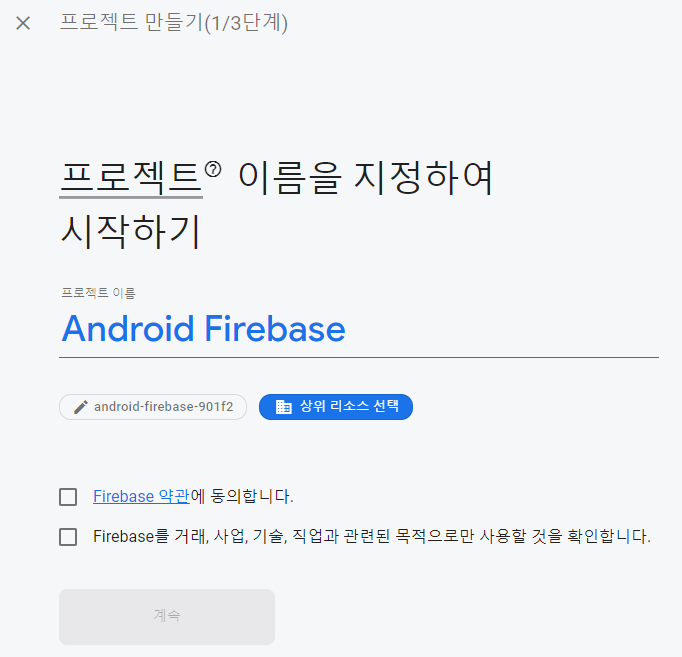 프로젝트 만들기(1/3단계)
프로젝트 이름을 지정하여
시작하기
프로젝트 이름
Android Firebase
android-firebase-901f2 상위 리소스 선택
Firebase 약관에 동의합니다.
Firebase를 거래, 사업, 기술, 직업과 관련된 목적으로만 사용할 것을 확인합니다.
계속